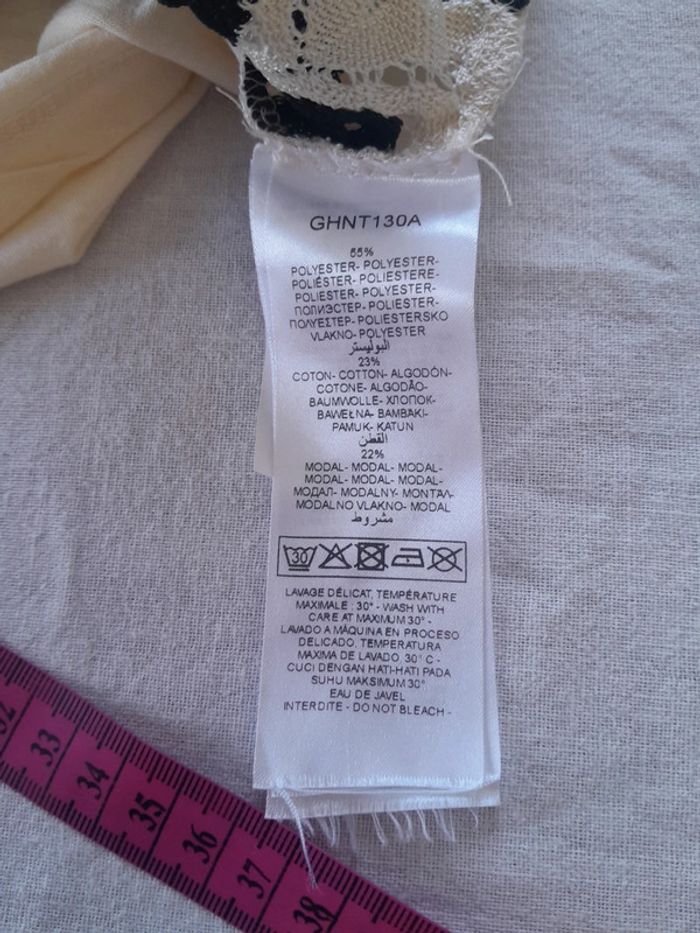 GHNT130A
55%
POLYESTER- POLYESTER-
POLIÉSTER- POLIESTERE-
POLIESTER- POLYESTER-
ПОЛИЭСТЕР- POLIESTER-
ΠΟΛΥΕΣΤΕΡ- POLIESTERSKO
VLAKNO- POLYESTER
البوليستر
23%
COTON- COTTON- ALGODÓN-
COTONE- ALGODÃO-
BAUMWOLLE- ХЛОПОК-
BAWEŁNA- BAMBAKI-
PAMUK- KATUN
القطن
22%
MODAL- MODAL- MODAL-
MODAL- MODAL- MODAL-
МОДАЛ- MODALNY- ΜΟΝΤΑΛ-
MODALNO VLAKNO- MODAL
مشروط
30
LAVAGE DÉLICAT, TEMPÉRATURE
MAXIMALE : 30° - WASH WITH
CARE AT MAXIMUM 30° -
LAVADO A MÁQUINA EN PROCESO
DELICADO, TEMPERATURA
MAXIMA DE LAVADO, 30° C -
CUCI DENGAN HATI-HATI PADA
SUHU MAKSIMUM 30°
EAU DE JAVEL
INTERDITE - DO NOT BLEACH -
32 33 34 35 36 37 38